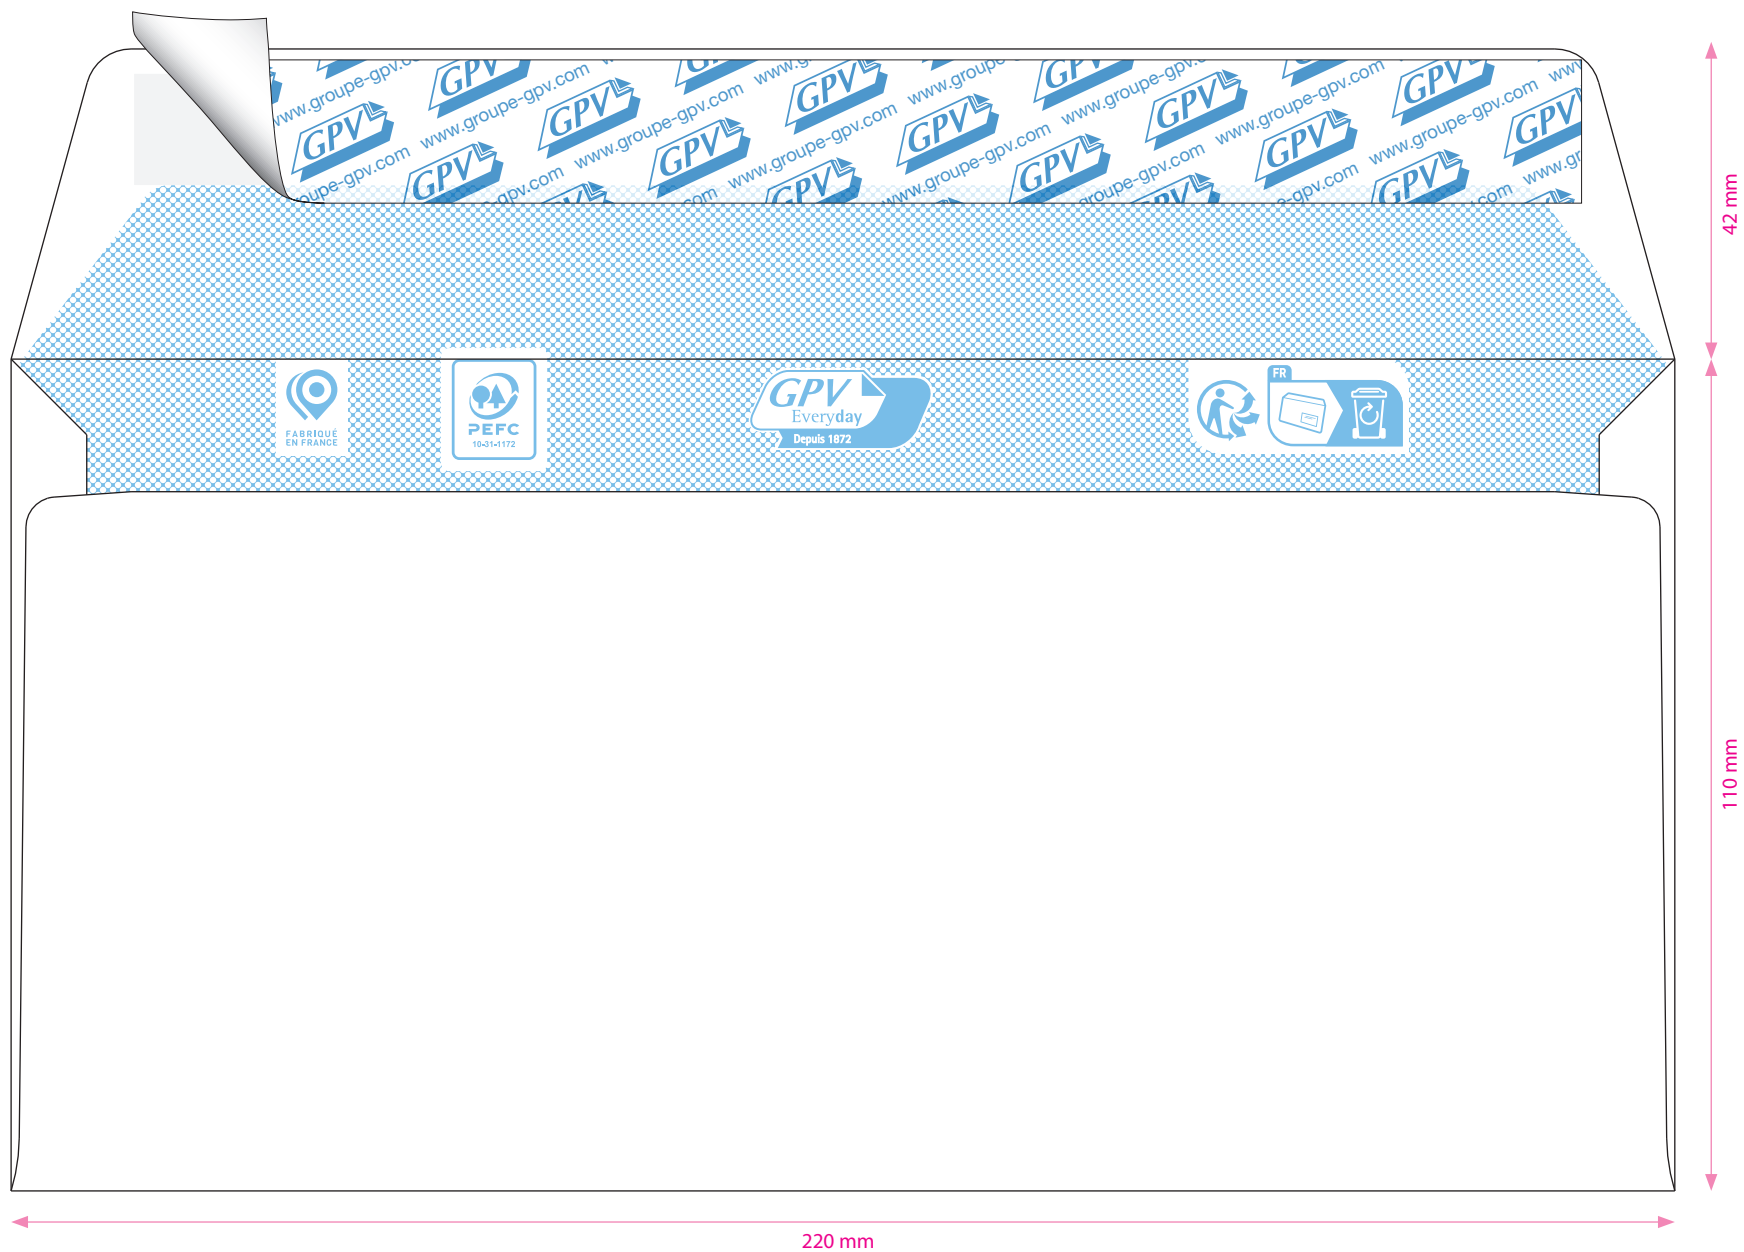 GPV
www.groupe-gpv.com
42 mm
FABRIQUÉ
EN FRANCE
PEFC
10-31-1172
GPV
Everyday
Depuis 1872
FR
110 mm
220 mm